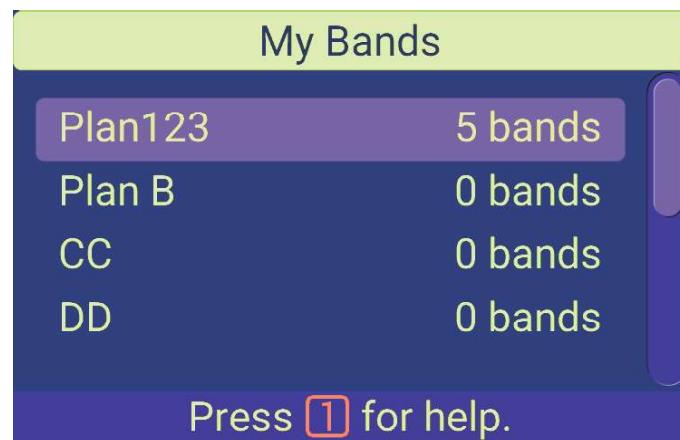 My Bands
Plan123 5 bands
Plan B 0 bands
CC 0 bands
DD 0 bands
Press 1 for help.